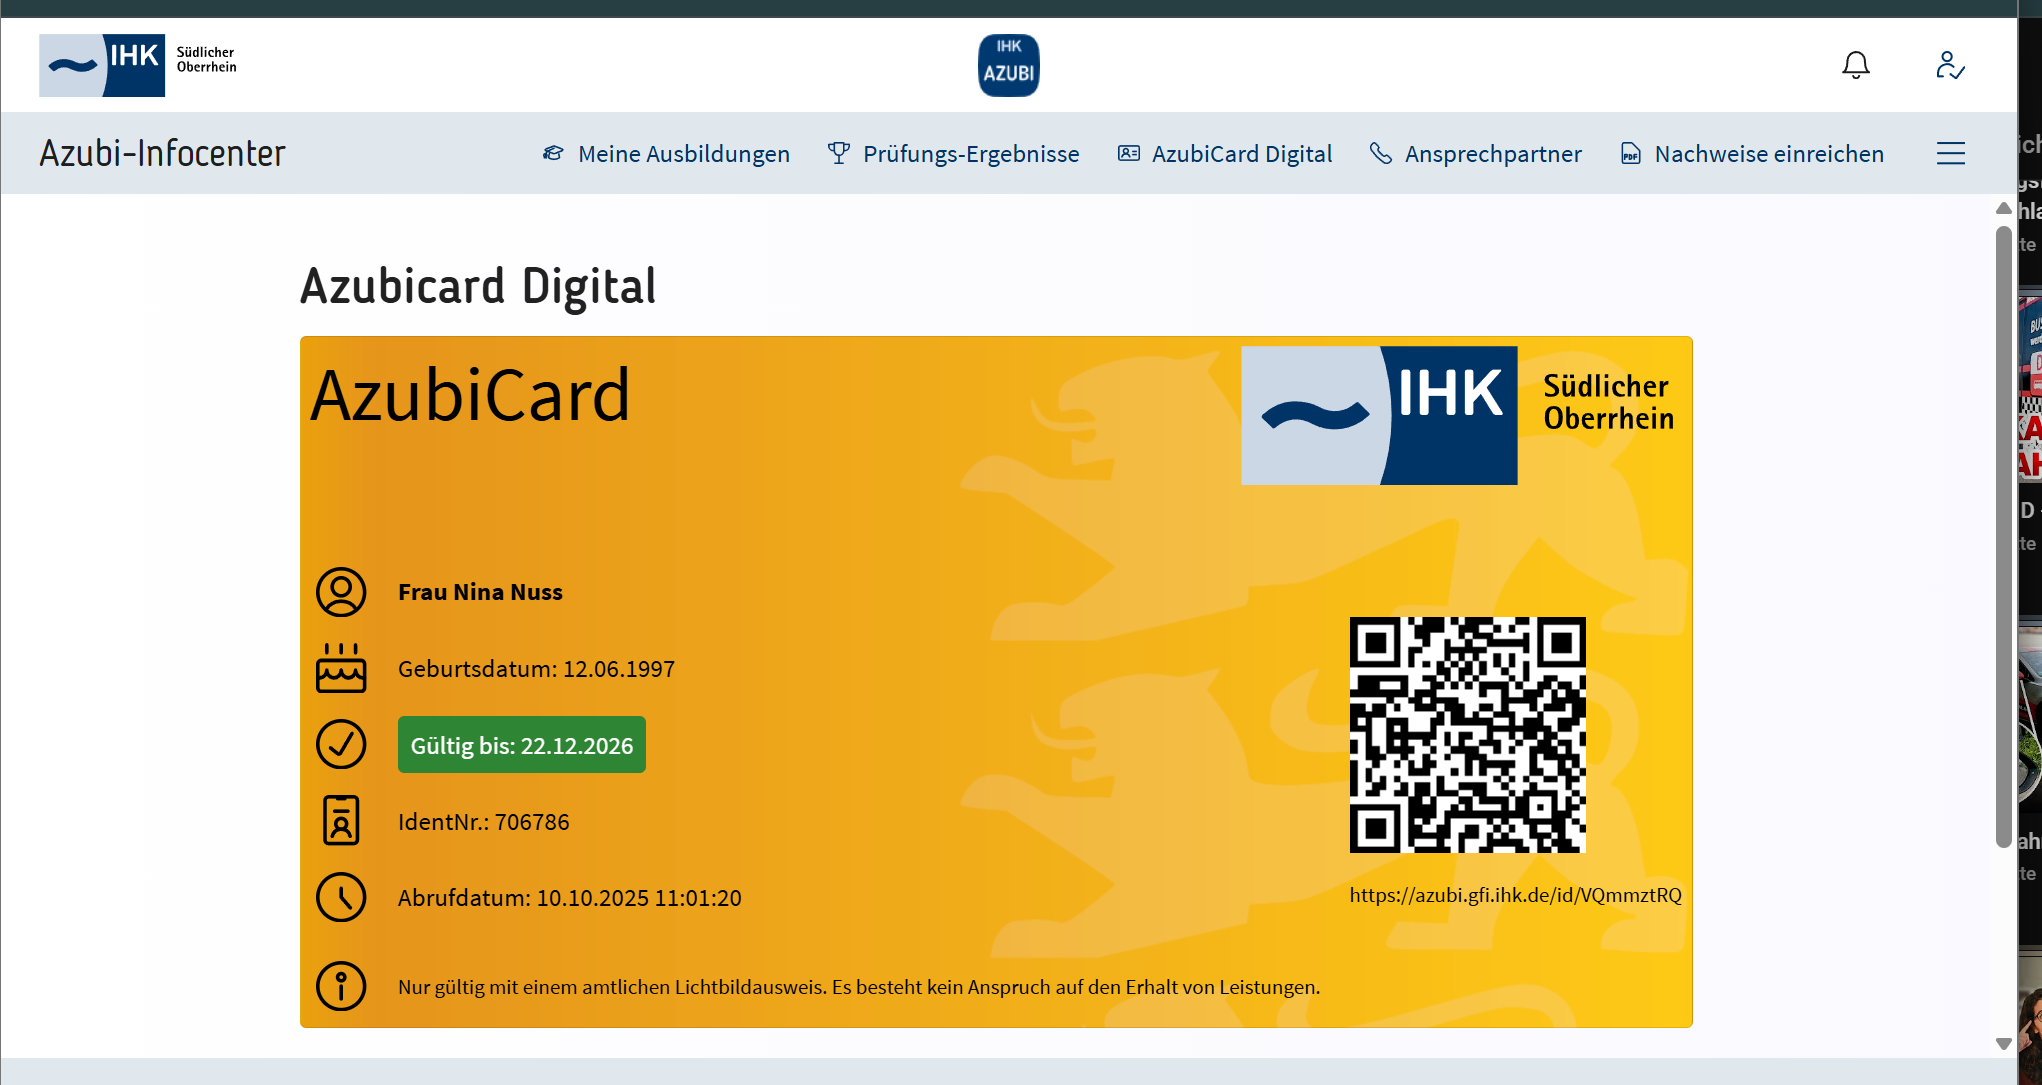 IHK
Südlicher
Oberrhein
IHK
AZUBI
Azubi-Infocenter
Meine Ausbildungen
Prüfungs-Ergebnisse
AzubiCard Digital
Ansprechpartner
PDF
Nachweise einreichen
Azubicard Digital
AzubiCard
IHK
Südlicher
Oberrhein
Frau Nina Nuss
Geburtsdatum: 12.06.1997
Gültig bis: 22.12.2026
IdentNr.: 706786
Abrufdatum: 10.10.2025 11:01:20
https://azubi.gfi.ihk.de/id/VQmmztRQ
Nur gültig mit einem amtlichen Lichtbildausweis. Es besteht kein Anspruch auf den Erhalt von Leistungen.